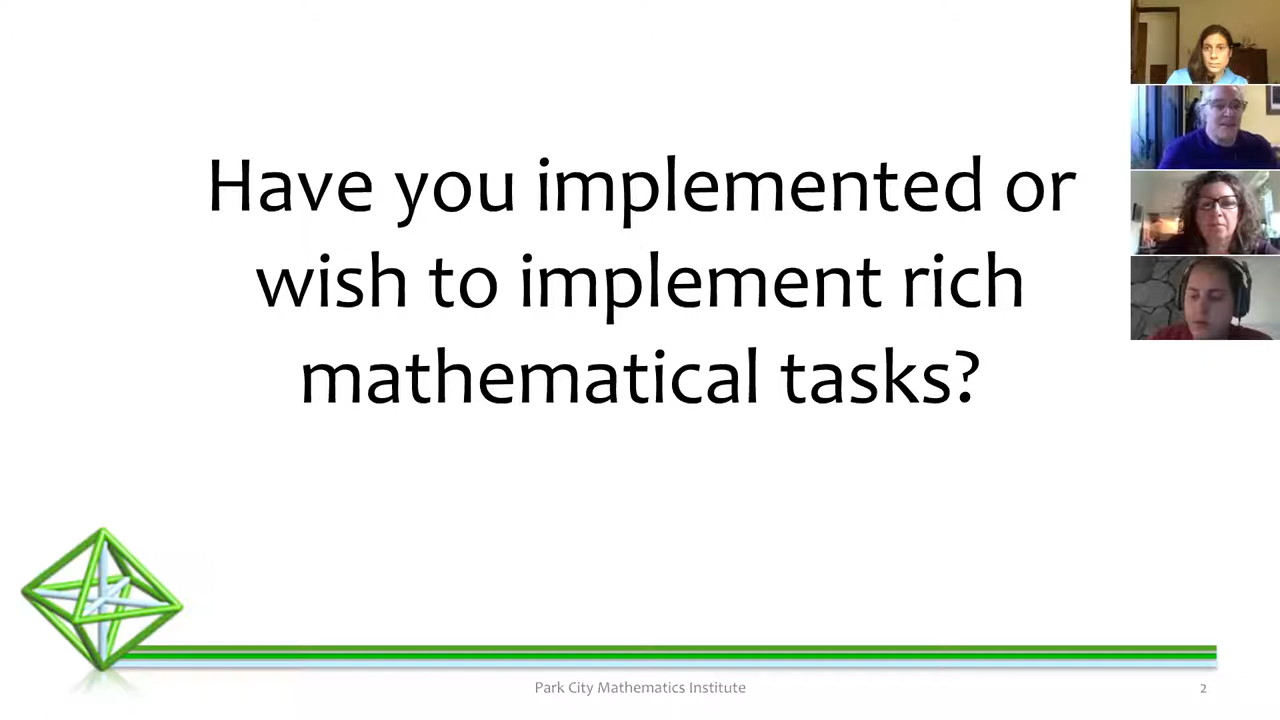 Have you implemented or
wish to implement rich
mathematical tasks?
Park City Mathematics Institute
2